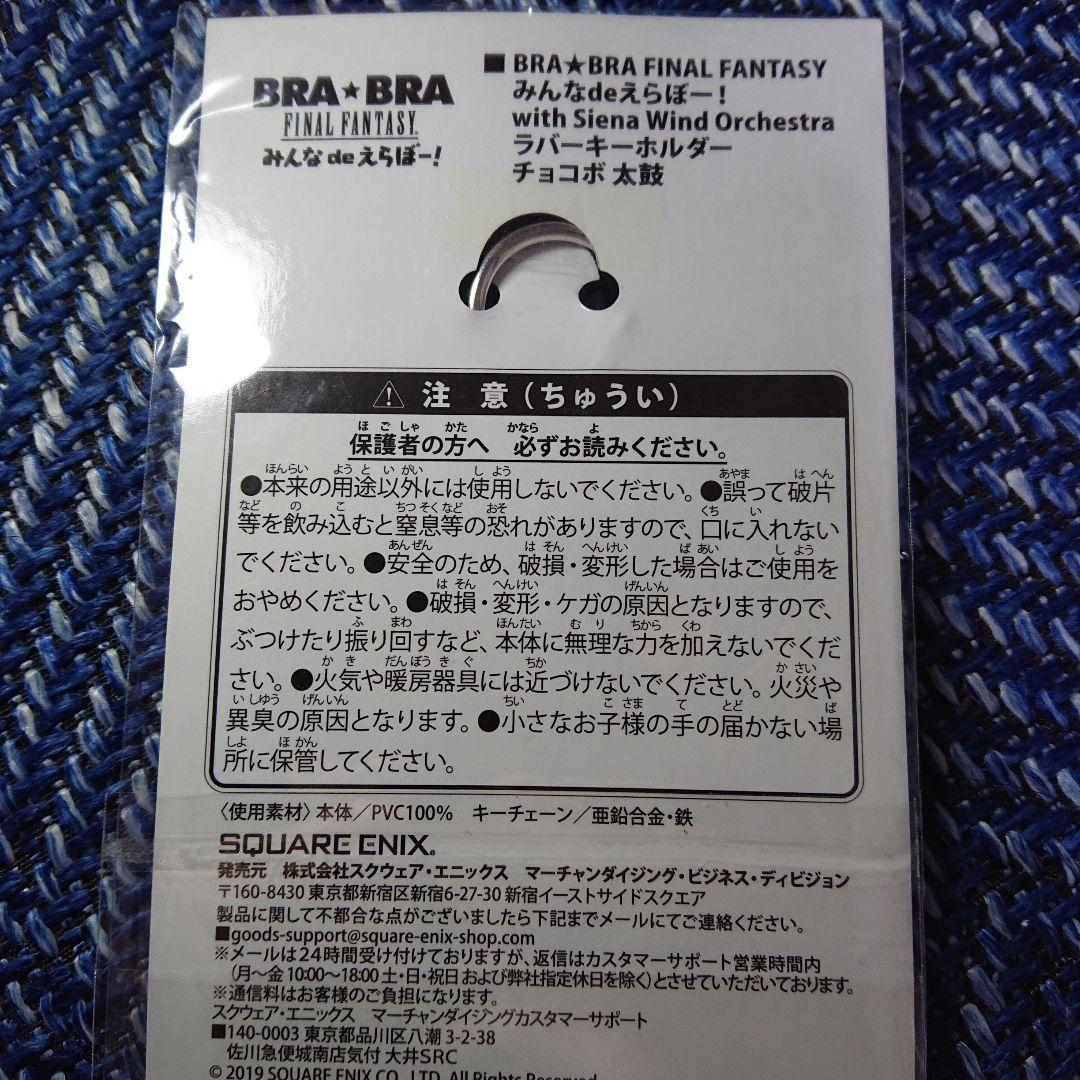 BRA★BRA
FINAL FANTASY
みんなdeえらぼー!
■BRA★BRA FINAL FANTASY
みんなdeえらぼー!
with Siena Wind Orchestra
ラバーキーホルダー
チョコボ 太鼓
⚠ 注 意(ちゅうい)
保護者の方へ 必ずお読みください。
●本来の用途以外には使用しないでください。●誤って破片
等を飲み込むと窒息等の恐れがありますので、口に入れない
でください。●安全のため、破損・変形した場合はご使用を
おやめください。●破損・変形・ケガの原因となりますので、
ぶつけたり振り回すなど、本体に無理な力を加えないでくだ
さい。●火気や暖房器具には近づけないでください。火災や
異臭の原因となります。●小さなお子様の手の届かない場
所に保管してください。
〈使用素材〉本体／PVC100% キーチェーン／亜鉛合金・鉄
SQUARE ENIX®
発売元 株式会社スクウェア・エニックス マーチャンダイジング・ビジネス・ディビジョン
〒160-8430 東京都新宿区新宿6-27-30 新宿イーストサイドスクエア
製品に関して不都合な点がございましたら下記までメールにてご連絡ください。
■goods-support@square-enix-shop.com
※メールは24時間受け付けておりますが、返信はカスタマーサポート営業時間内
(月〜金 10:00〜18:00 土・日・祝日 および弊社指定休日を除く)とさせていただいております。
※通信料はお客様のご負担になります。
スクウェア・エニックス マーチャンダイジングカスタマーサポート
■140-0003 東京都品川区八潮 3-2-38
佐川急便城南店気付 大井SRC
© 2019 SQUARE ENIX CO., LTD. All Rights Reserved.